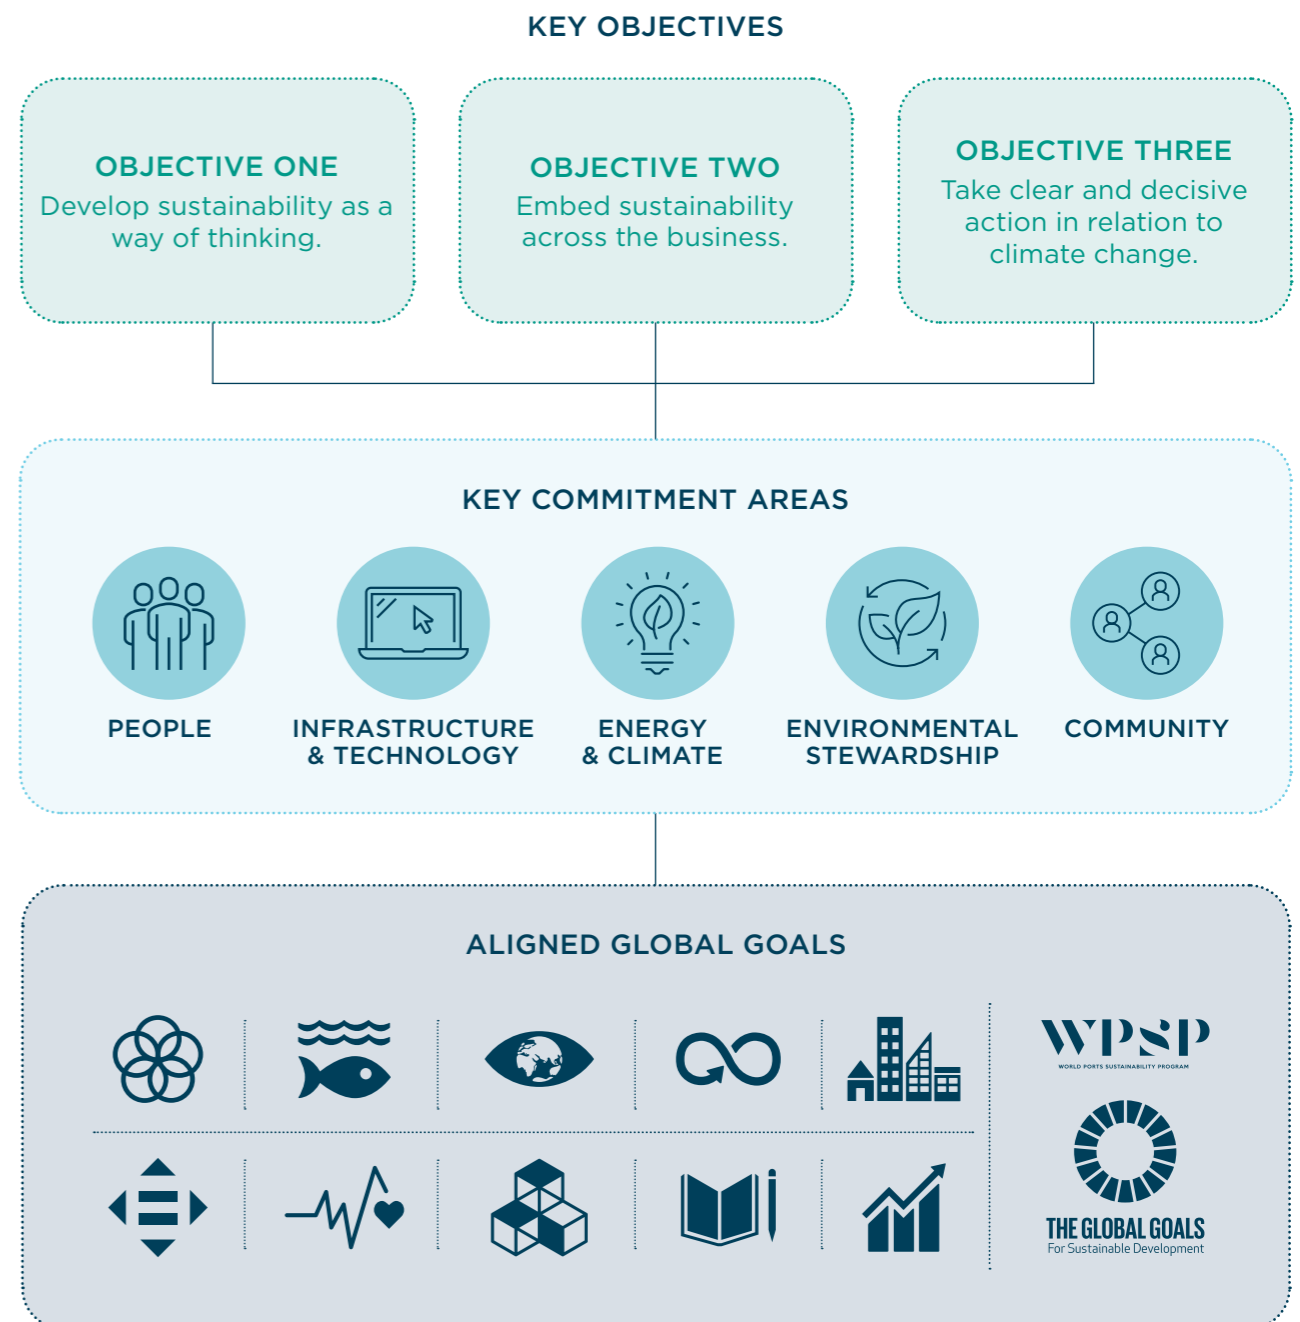 KEY OBJECTIVES
OBJECTIVE ONE
Develop sustainability as a
way of thinking.
OBJECTIVE TWO
Embed sustainability
across the business.
OBJECTIVE THREE
Take clear and decisive
action in relation to
climate change.
KEY COMMITMENT AREAS
PEOPLE
INFRASTRUCTURE
& TECHNOLOGY
ENERGY
& CLIMATE
ENVIRONMENTAL
STEWARDSHIP
COMMUNITY
ALIGNED GLOBAL GOALS
WPSP
WORLD PORTS SUSTAINABILITY PROGRAM
THE GLOBAL GOALS
For Sustainable Development